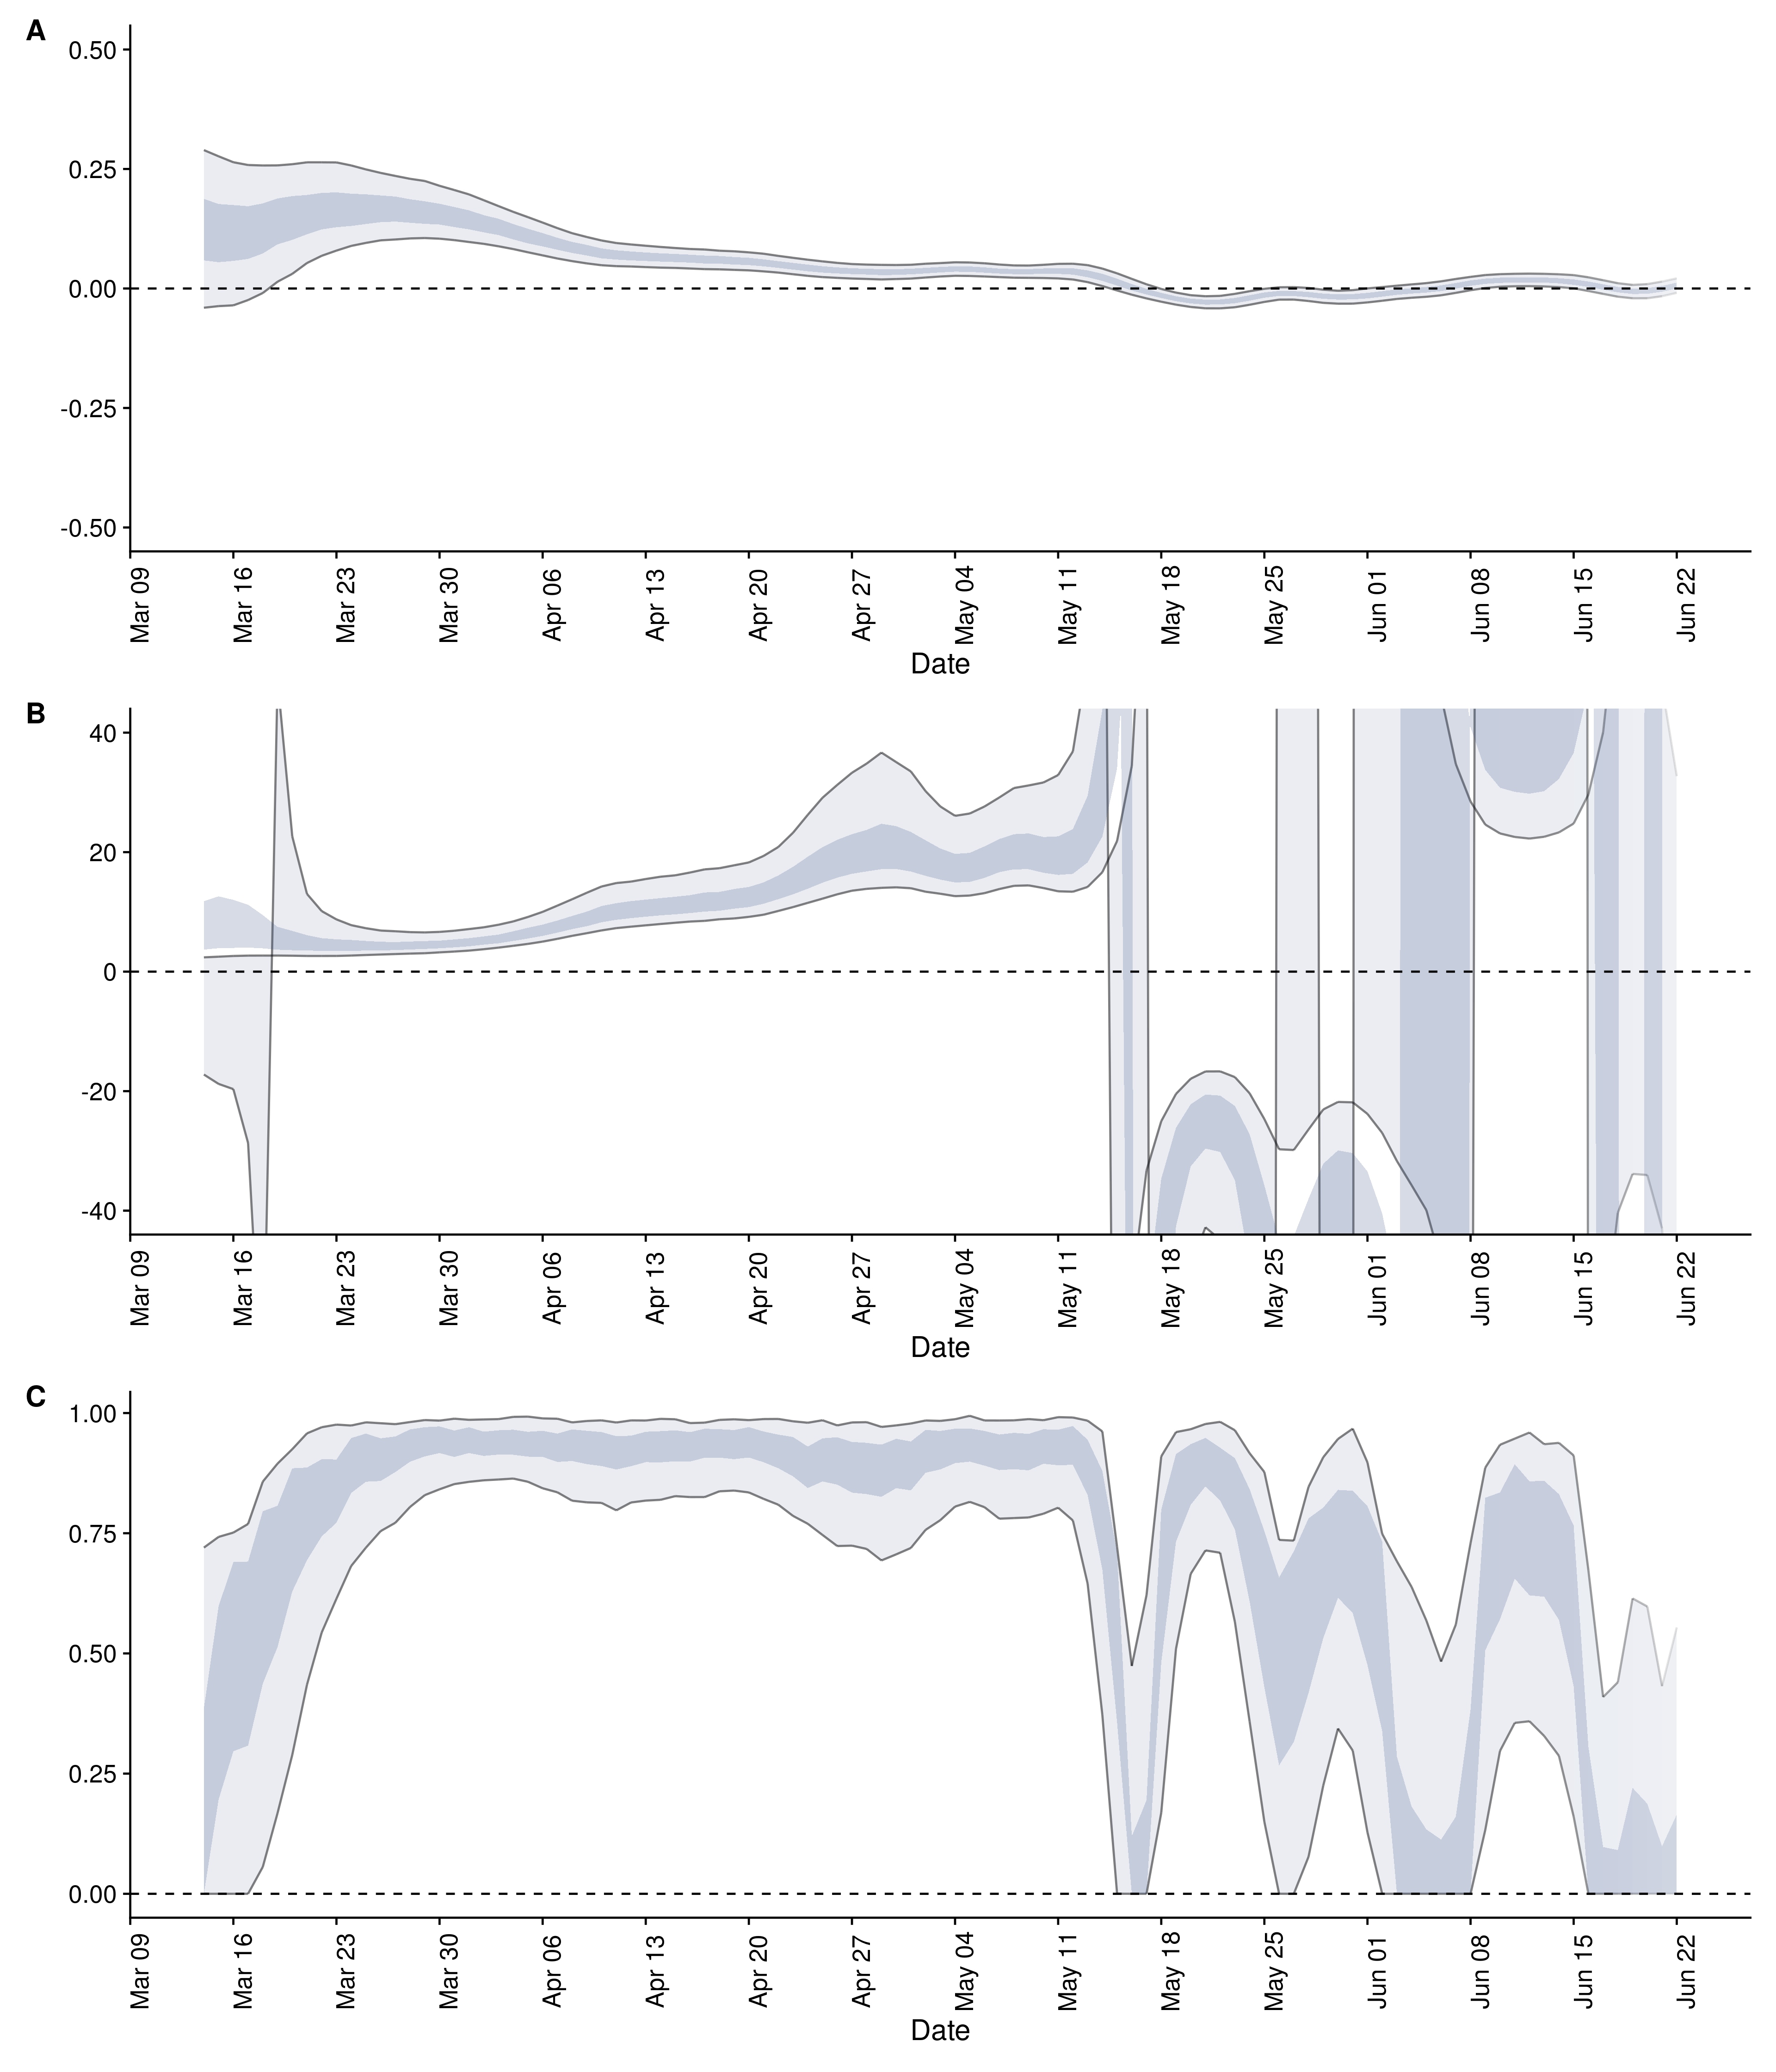 A
0.50
0.25
0.00
-0.25
-0.50
Mar 09
Mar 16
Mar 23
Mar 30
Apr 06
Apr 13
Apr 20
Apr 27
May 04
May 11
May 18
May 25
Jun 01
Jun 08
Jun 15
Jun 22
Date
B
40
20
0
-20
-40
Mar 09
Mar 16
Mar 23
Mar 30
Apr 06
Apr 13
Apr 20
Apr 27
May 04
May 11
May 18
May 25
Jun 01
Jun 08
Jun 15
Jun 22
Date
C
1.00
0.75
0.50
0.25
0.00
Mar 09
Mar 16
Mar 23
Mar 30
Apr 06
Apr 13
Apr 20
Apr 27
May 04
May 11
May 18
May 25
Jun 01
Jun 08
Jun 15
Jun 22
Date